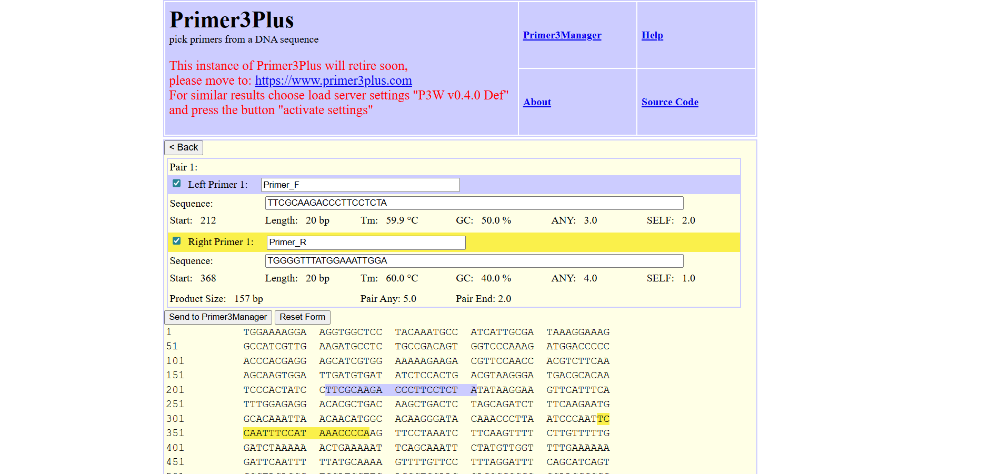 Primer3Plus
pick primers from a DNA sequence
This instance of Primer3Plus will retire soon,
please move to: https://www.primer3plus.com
For similar results choose load server settings "P3W v0.4.0 Def"
and press the button "activate settings"
Primer3Manager
Help
About
Source Code
< Back
Pair 1:
Left Primer 1: Primer_F
Sequence: TTCGCAAGACCCTTCCTCTA
Start: 212 Length: 20 bp Tm: 59.9 °C GC: 50.0 % ANY: 3.0 SELF: 2.0
Right Primer 1: Primer_R
Sequence: TGGGGTTTATGGAAATTGGA
Start: 368 Length: 20 bp Tm: 60.0 °C GC: 40.0 % ANY: 4.0 SELF: 1.0
Product Size: 157 bp Pair Any: 5.0 Pair End: 2.0
Send to Primer3Manager Reset Form
1 TGGAAAAGGA AGGTGGCTCC TACAAATGCC ATCATTGCGA TAAAGGAAAG
51 GCCATCGTTG AAGATGCCTC TGCCGACAGT GGTCCCAAAG ATGGACCCCC
101 ACCCACGAGG AGCATCGTGG AAAAAGAAGA CGTTCCAACC ACGTCTTCAA
151 AGCAAGTGGA TTGATGTGAT ATCTCCACTG ACGTAAGGGA TGACGCACAA
201 TCCCACTATC CTTCGCAAGA CCCTTCCTCT ATATAAGGAA GTTCATTTCA
251 TTTGGAGAGG ACACGCTGAC AAGCTGACTC TAGCAGATCT TTCAAGAATG
301 GCACAAATTA ACAACATGGC ACAAGGGATA CAAACCCTTA ATCCCAATTC
351 CAATTTCCAT AAACCCCAAG TTCCTAAATC TTCAAGTTTT CTTGTTTTTG
401 GATCTAAAAA ACTGAAAAAT TCAGCAAATT CTATGTTGGT TTTGAAAAAA
451 GATTCAATTT TTATGCAAAA GTTTTGTTCC TTTAGGATTT CAGCATCAGT